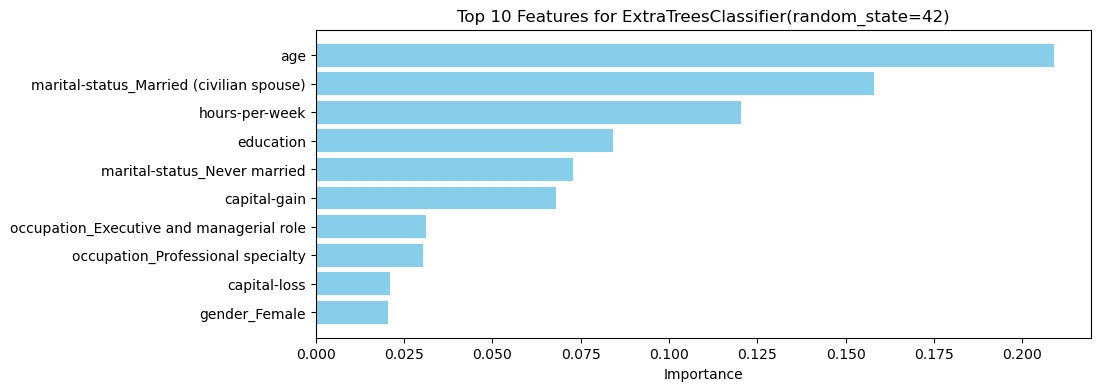 Top 10 Features for ExtraTreesClassifier(random_state=42)
age
marital-status_Married (civilian spouse)
hours-per-week
education
marital-status_Never married
capital-gain
occupation_Executive and managerial role
occupation_Professional specialty
capital-loss
gender_Female
0.000 0.025 0.050 0.075 0.100 0.125 0.150 0.175 0.200
Importance